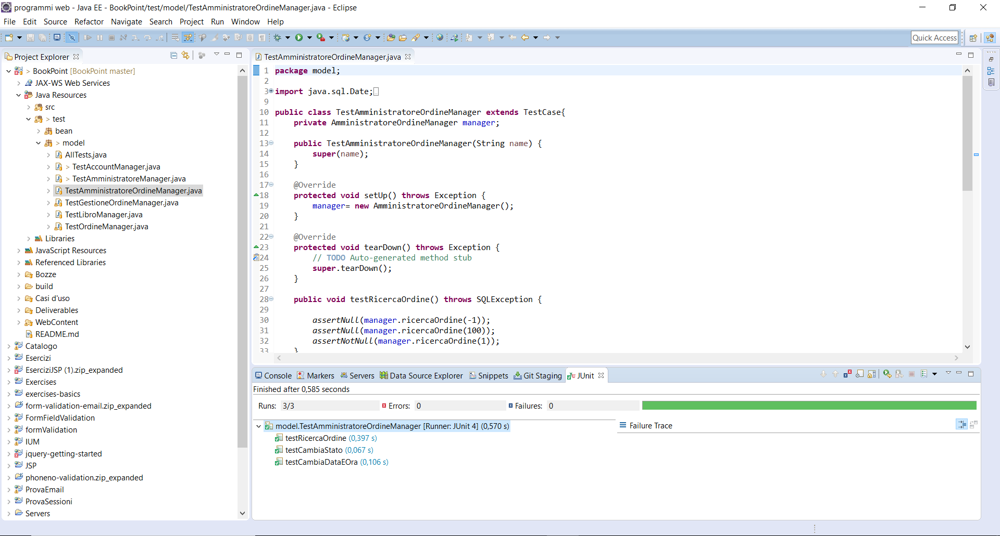 programmi web - Java EE - BookPoint/test/model/TestAmministratoreOrdineManager.java - Eclipse
File Edit Source Refactor Navigate Search Project Run Window Help
Quick Access
Project Explorer
> BookPoint [BookPoint master]
JAX-WS Web Services
Java Resources
src
> test
bean
> model
AllTests.java
> TestAccountManager.java
> TestAmministratoreManager.java
TestAmministratoreOrdineManager.java
TestGestioneOrdineManager.java
TestLibroManager.java
TestOrdineManager.java
Libraries
JavaScript Resources
Referenced Libraries
Bozze
build
Casi d'uso
Deliverables
WebContent
README.md
Catalogo
Esercizi
EserciziJSP (1).zip_expanded
Exercises
exercises-basics
form-validation-email.zip_expanded
FormFieldValidation
formValidation
IUM
jquery-getting-started
JSP
phoneno-validation.zip_expanded
ProvaEmail
ProvaSessioni
Servers
TestAmministratoreOrdineManager.java
1 package model;
2
3 import java.sql.Date;
9
10 public class TestAmministratoreOrdineManager extends TestCase{
11 private AmministratoreOrdineManager manager;
12
13 public TestAmministratoreOrdineManager(String name) {
14 super(name);
15 }
16
17 @Override
18 protected void setUp() throws Exception {
19 manager= new AmministratoreOrdineManager();
20 }
21
22 @Override
23 protected void tearDown() throws Exception {
24 // TODO Auto-generated method stub
25 super.tearDown();
26 }
27
28 public void testRicercaOrdine() throws SQLException {
29
30 assertNull(manager.ricercaOrdine(-1));
31 assertNull(manager.ricercaOrdine(100));
32 assertNotNull(manager.ricercaOrdine(1));
33 }
Console Markers Servers Data Source Explorer Snippets Git Staging JUnit
Finished after 0,585 seconds
Runs: 3/3 Errors: 0 Failures: 0
model.TestAmministratoreOrdineManager [Runner: JUnit 4] (0,570 s)
testRicercaOrdine (0,397 s)
testCambiaStato (0,067 s)
testCambiaDataEOra (0,106 s)
Failure Trace